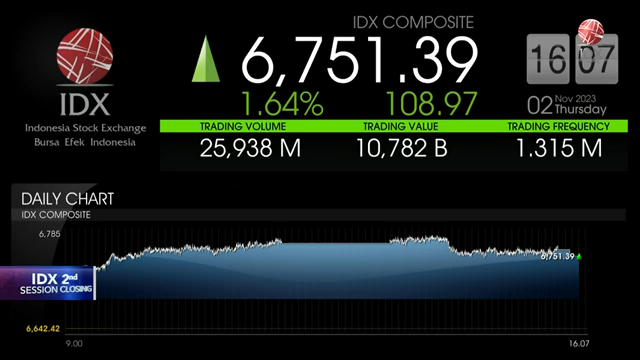 IDX COMPOSITE
6,751.39
1.64% 108.97
16 07
02 Nov 2023
Thursday
IDX
Indonesia Stock Exchange
Bursa Efek Indonesia
TRADING VOLUME TRADING VALUE TRADING FREQUENCY
25,938 M 10,782 B 1.315 M
DAILY CHART
IDX COMPOSITE
6,785
6,751.39
IDX 2nd
SESSION CLOSING
6,642.42
9.00 16.07